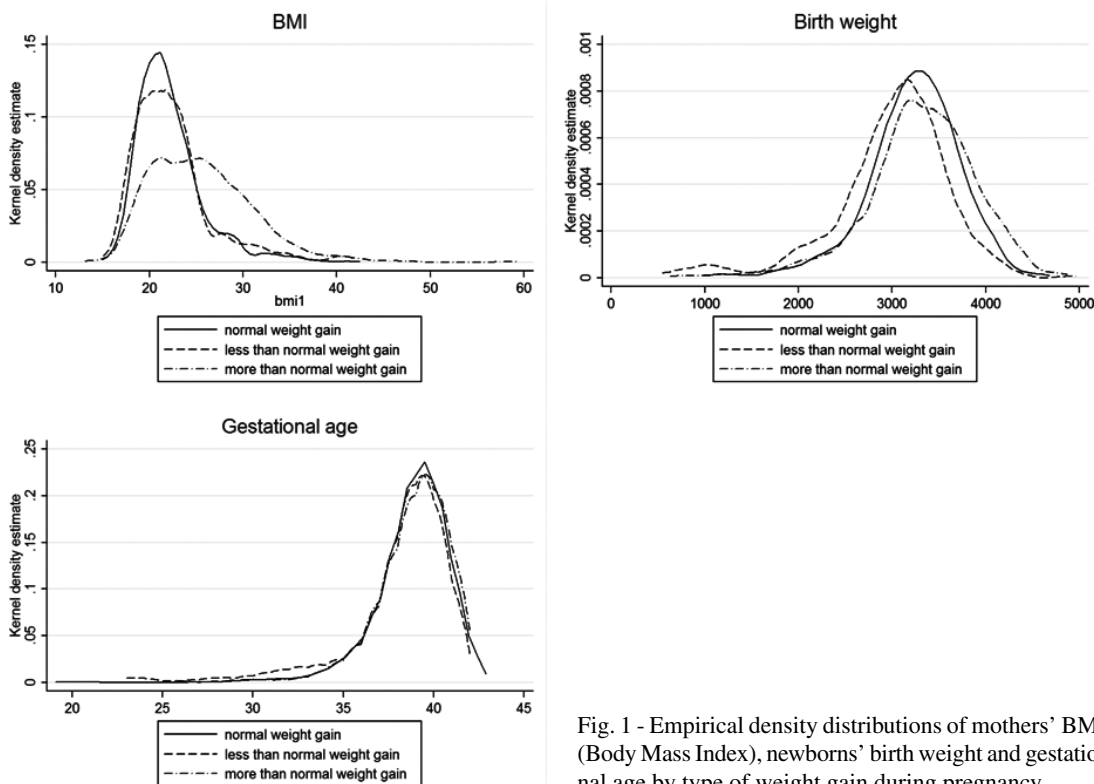 BMI
Kernel density estimate
0
.05
.1
.15
10
20
30
40
50
60
bmi1
normal weight gain
less than normal weight gain
more than normal weight gain
Birth weight
Kernel density estimate
0
.0002
.0004
.0006
.0008
.001
0
1000
2000
3000
4000
5000
normal weight gain
less than normal weight gain
more than normal weight gain
Gestational age
Kernel density estimate
0
.05
.1
.15
.2
.25
20
25
30
35
40
45
normal weight gain
less than normal weight gain
more than normal weight gain
Fig. 1 - Empirical density distributions of mothers' BM
(Body Mass Index), newborns' birth weight and gestatio
nal age by type of weight gain during pregnancy